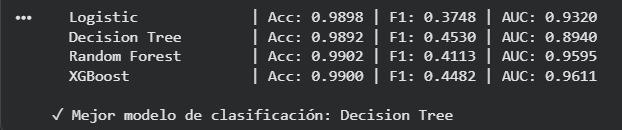 ••• Logistic | Acc: 0.9898 | F1: 0.3748 | AUC: 0.9320
Decision Tree | Acc: 0.9892 | F1: 0.4530 | AUC: 0.8940
Random Forest | Acc: 0.9902 | F1: 0.4113 | AUC: 0.9595
XGBoost | Acc: 0.9900 | F1: 0.4482 | AUC: 0.9611
✓ Mejor modelo de clasificación: Decision Tree